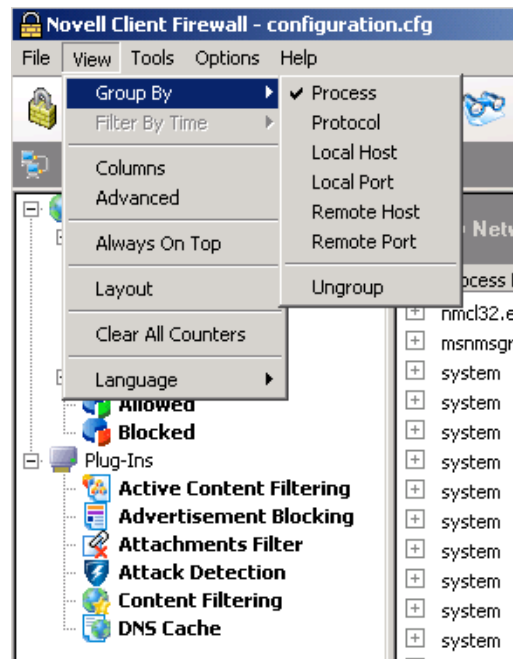 Novell Client Firewall - configuration.cfg
File View Tools Options Help
Group By
Filter By Time
Columns
Advanced
Always On Top
Layout
Clear All Counters
Language
Process
Protocol
Local Host
Local Port
Remote Host
Remote Port
Ungroup
Allowed
Blocked
Plug-Ins
Active Content Filtering
Advertisement Blocking
Attachments Filter
Attack Detection
Content Filtering
DNS Cache
Netw
ocess
nmcl32.e
msnmsgr
system
system
system
system
system
system
system
system
system
system